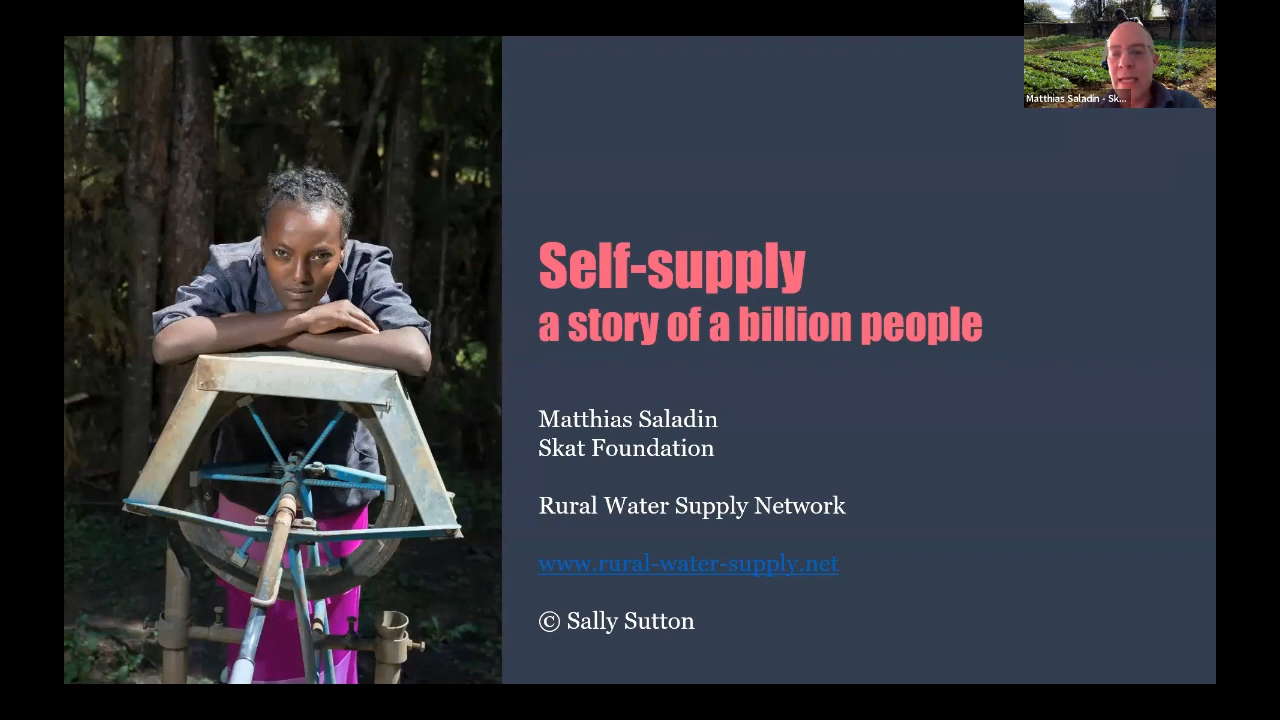 Matthias Saladin - Sk...
Self-supply
a story of a billion people
Matthias Saladin
Skat Foundation
Rural Water Supply Network
www.rural-water-supply.net
© Sally Sutton